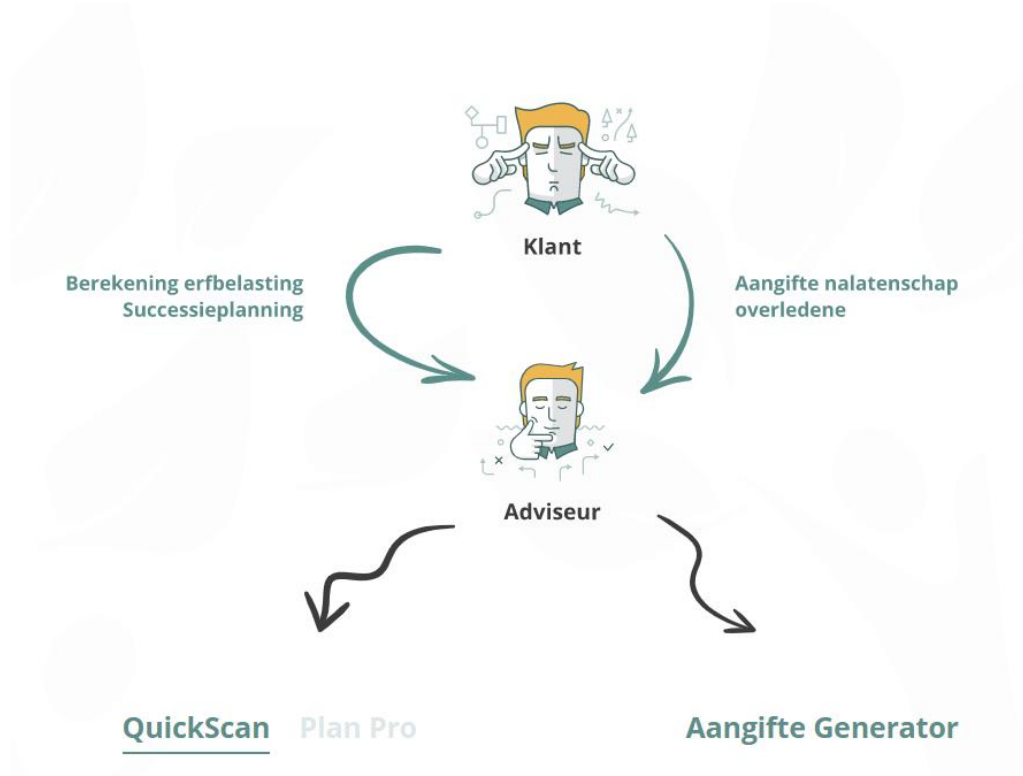 Klant
Berekening erfbelasting
Successieplanning
Aangifte nalatenschap
overledene
Adviseur
QuickScan
Plan Pro
Aangifte Generator